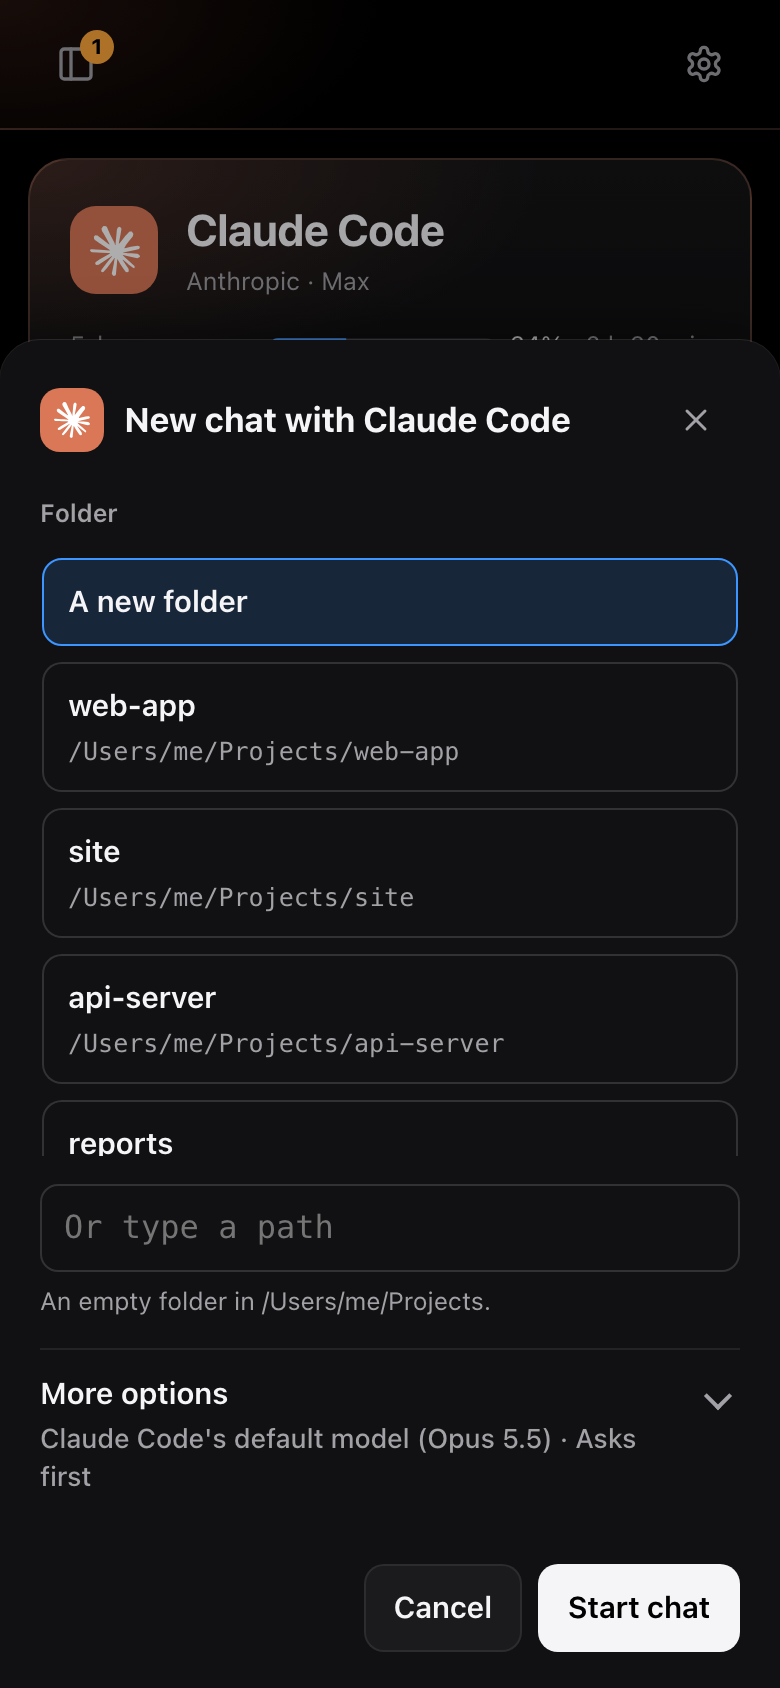 1
Claude Code
Anthropic · Max
New chat with Claude Code
Folder
A new folder
web-app
/Users/me/Projects/web-app
site
/Users/me/Projects/site
api-server
/Users/me/Projects/api-server
reports
Or type a path
An empty folder in /Users/me/Projects.
More options
Claude Code's default model (Opus 5.5) · Asks
first
Cancel
Start chat